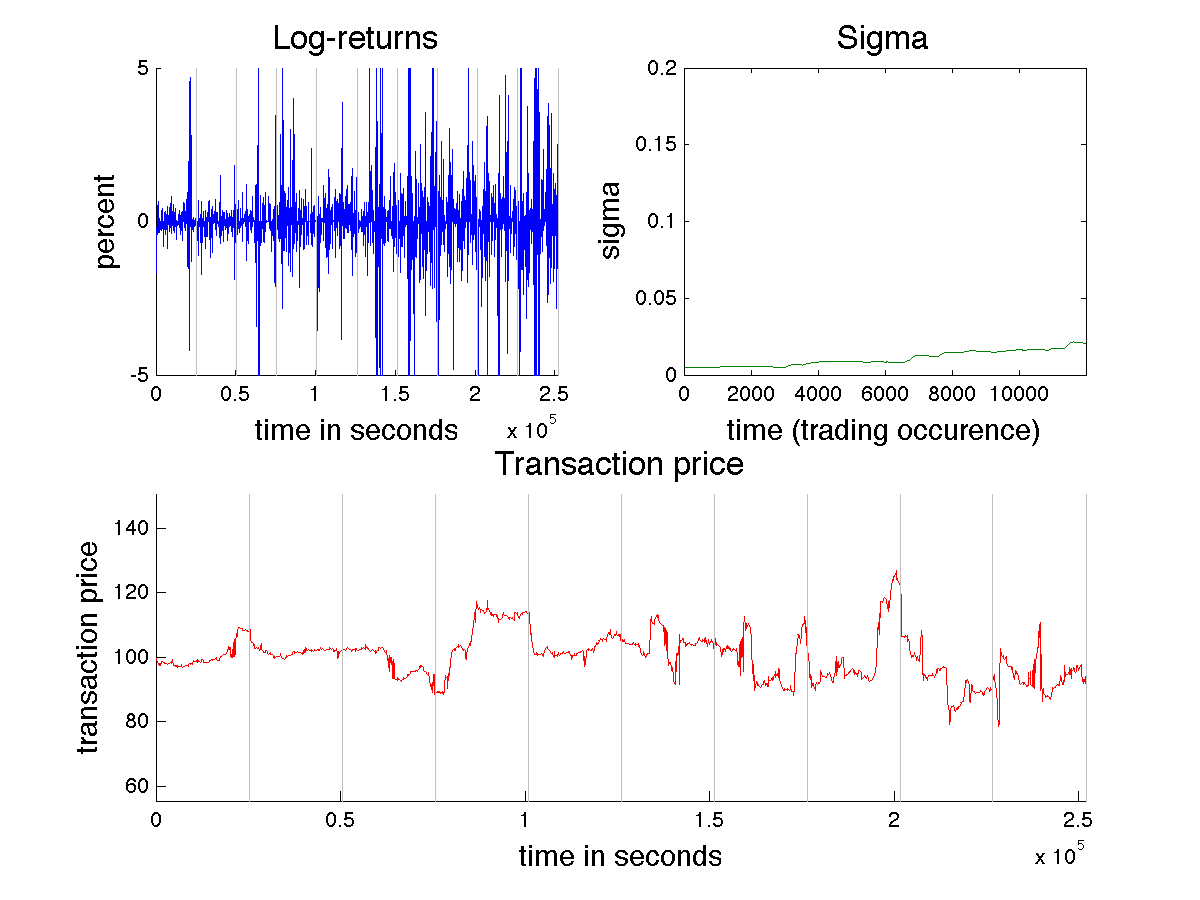 Log-returns
5
0
-5
percent
0
0.5
1
1.5
2
2.5
x 10^5
time in seconds
Sigma
0.2
0.15
0.1
0.05
0
sigma
0 2000 4000 6000 8000 10000
time (trading occurence)
Transaction price
140
120
100
80
60
transaction price
0
0.5
1
1.5
2
2.5
x 10^5
time in seconds